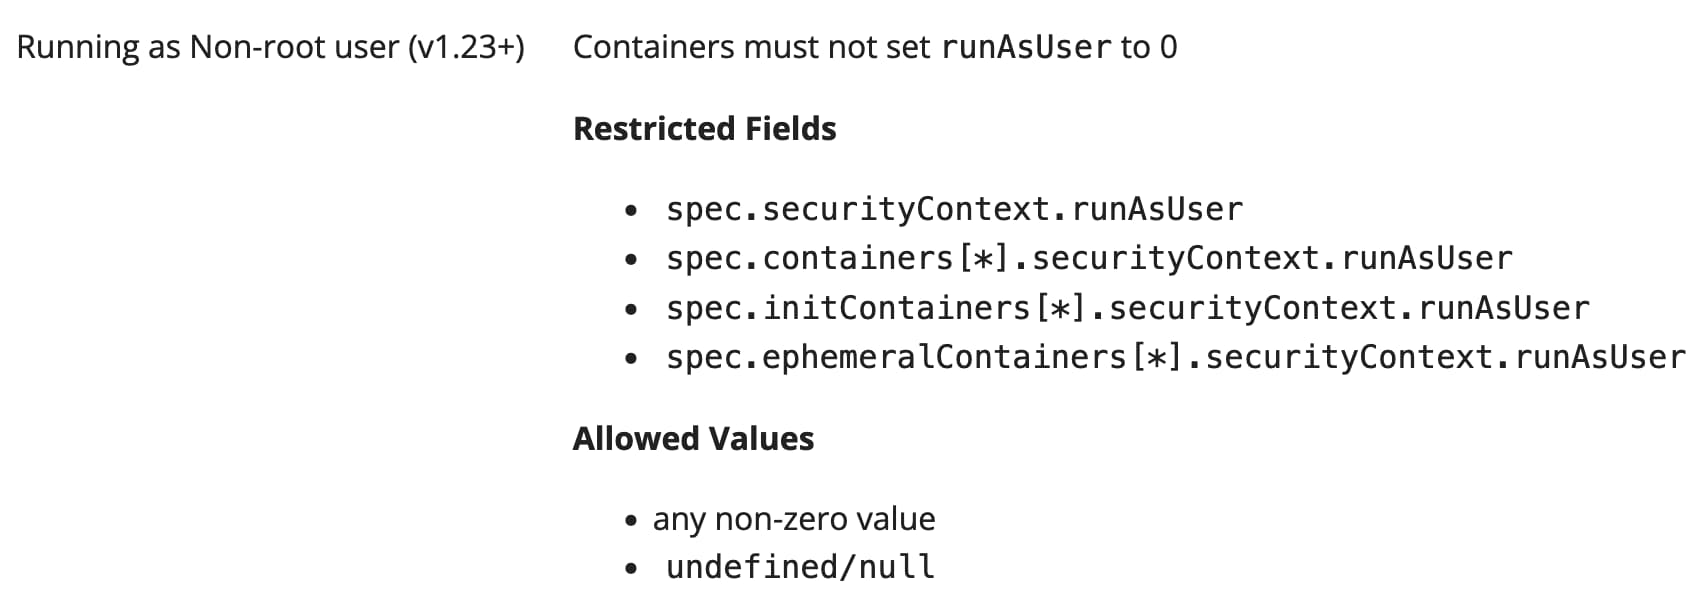 Running as Non-root user (v1.23+)
Containers must not set runAsUser to 0
Restricted Fields
• spec.securityContext.runAsUser
• spec.containers[*].securityContext.runAsUser
• spec.initContainers[*].securityContext.runAsUser
• spec.ephemeralContainers[*].securityContext.runAsUser
Allowed Values
• any non-zero value
• undefined/null